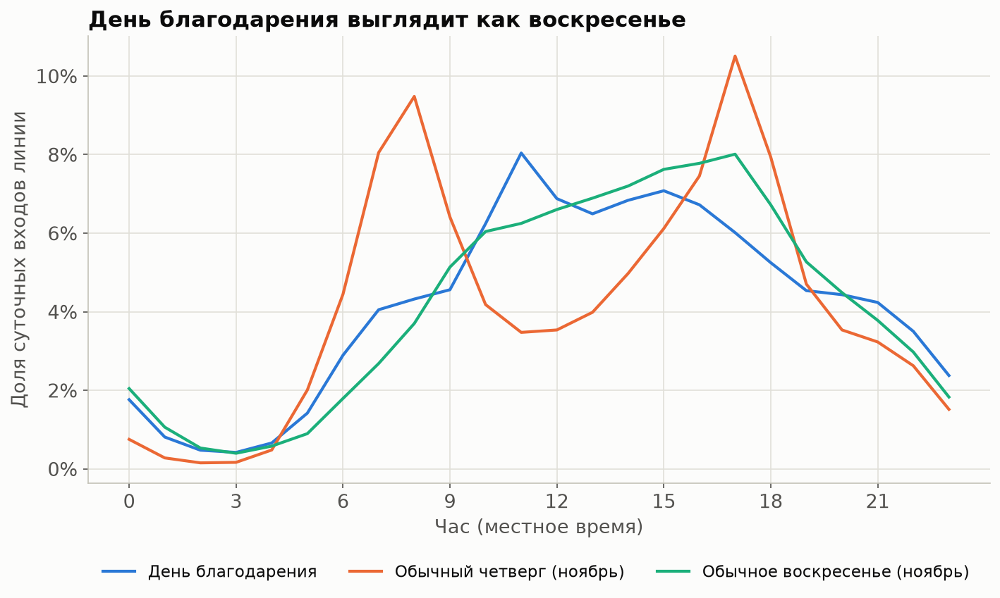 День благодарения выглядит как воскресенье
Доля суточных входов линии
10%
8%
6%
4%
2%
0%
0 3 6 9 12 15 18 21
Час (местное время)
День благодарения Обычный четверг (ноябрь) Обычное воскресенье (ноябрь)